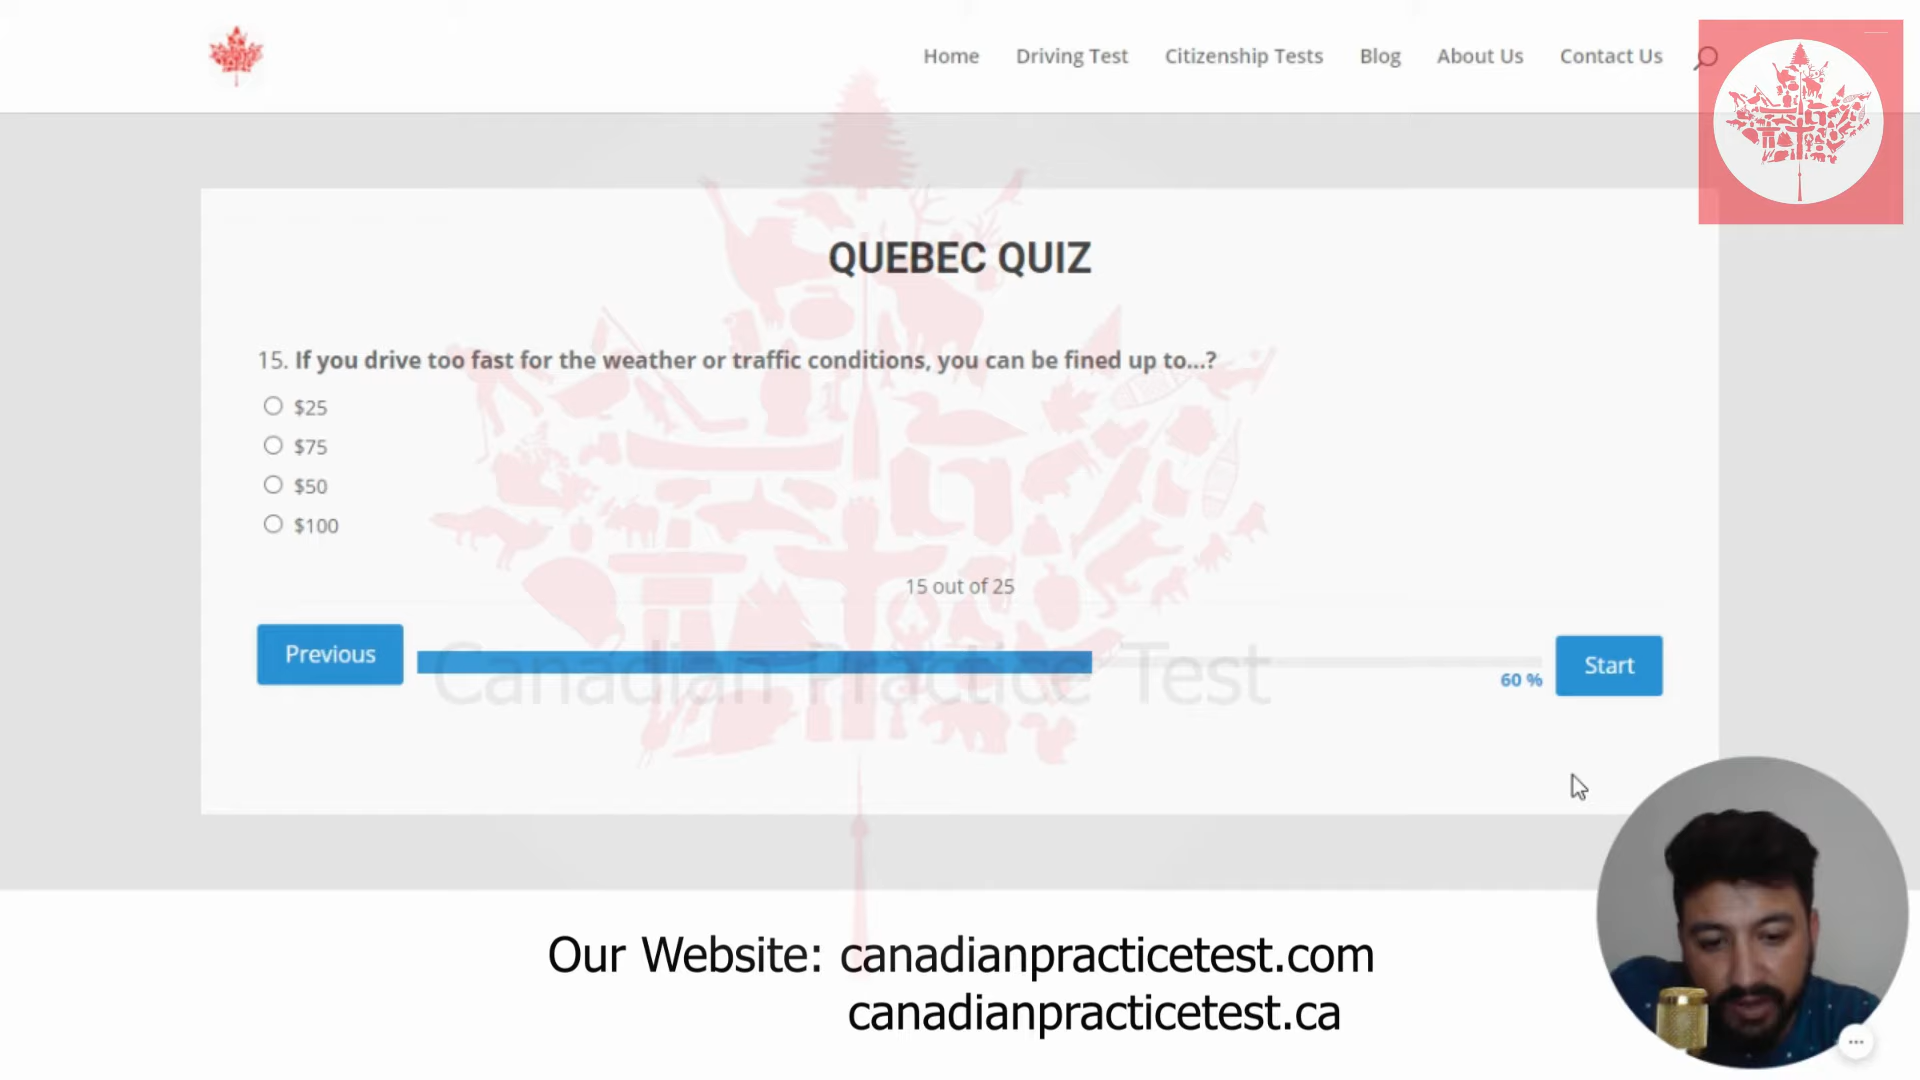 Home Driving Test Citizenship Tests Blog About Us Contact Us
QUEBEC QUIZ
15. If you drive too fast for the weather or traffic conditions, you can be fined up to...?
$25
$75
$50
$100
15 out of 25
Previous
60 %
Start
Canadian Practice Test
Our Website: canadianpracticetest.com
canadianpracticetest.ca